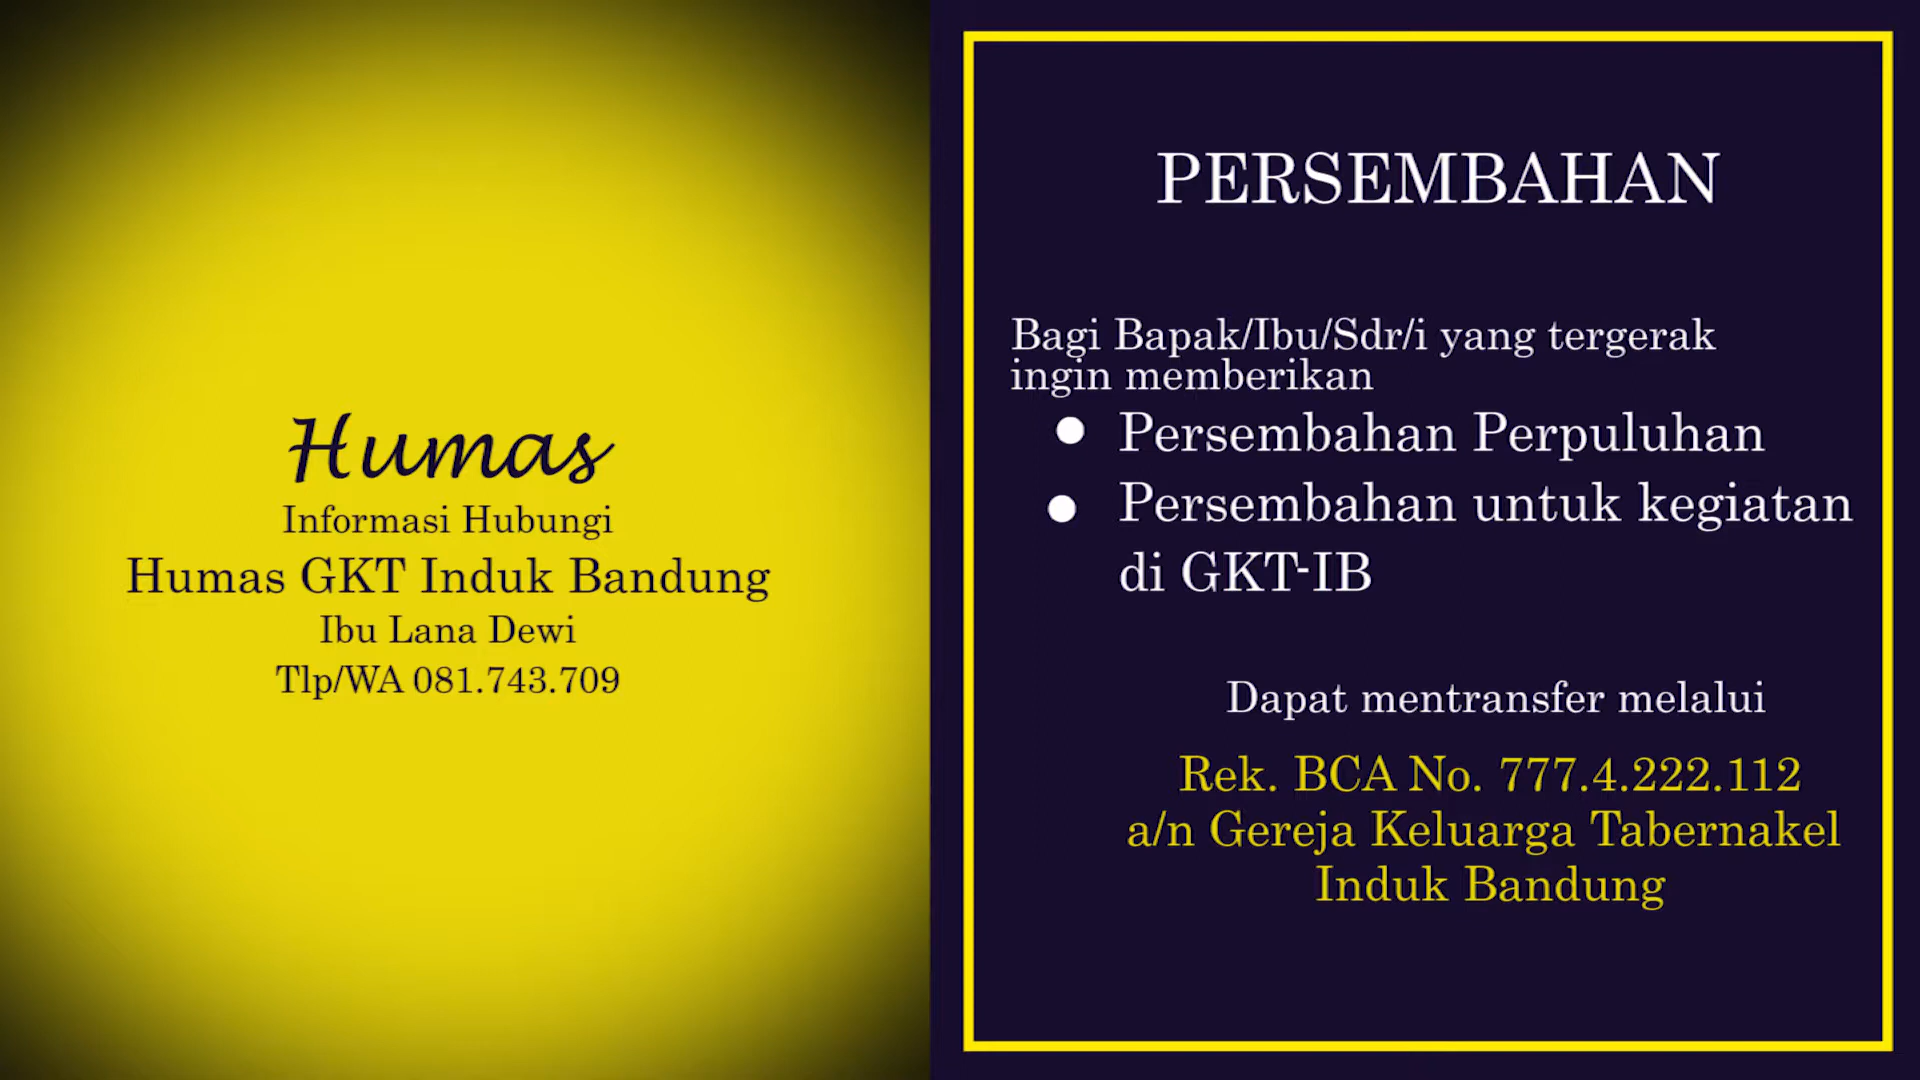 Humas
Informasi Hubungi
Humas GKT Induk Bandung
Ibu Lana Dewi
Tlp/WA 081.743.709
PERSEMBAHAN
Bagi Bapak/Ibu/Sdr/i yang tergerak
ingin memberikan
● Persembahan Perpuluhan
● Persembahan untuk kegiatan
di GKT-IB
Dapat mentransfer melalui
Rek. BCA No. 777.4.222.112
a/n Gereja Keluarga Tabernakel
Induk Bandung